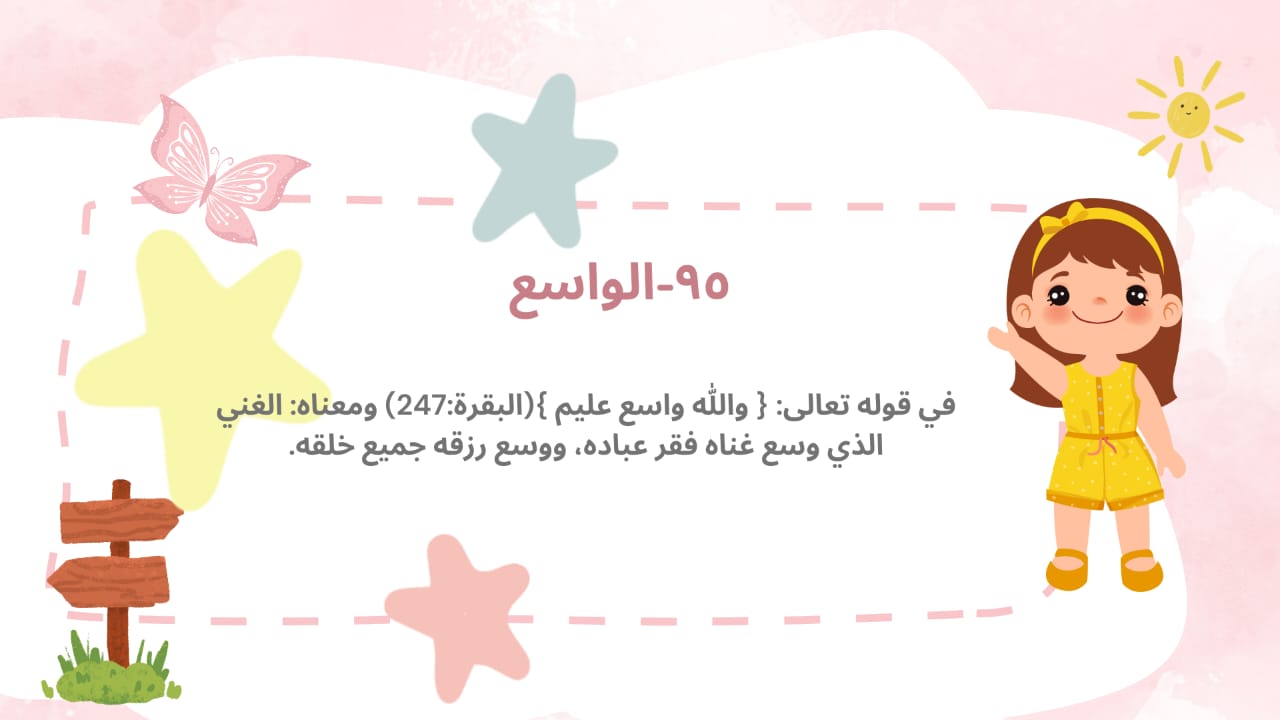 ٩٥-الواسع
في قوله تعالى: { والله واسع عليم }(البقرة:247) ومعناه: الغني
الذي وسع غناه فقر عباده، ووسع رزقه جميع خلقه.